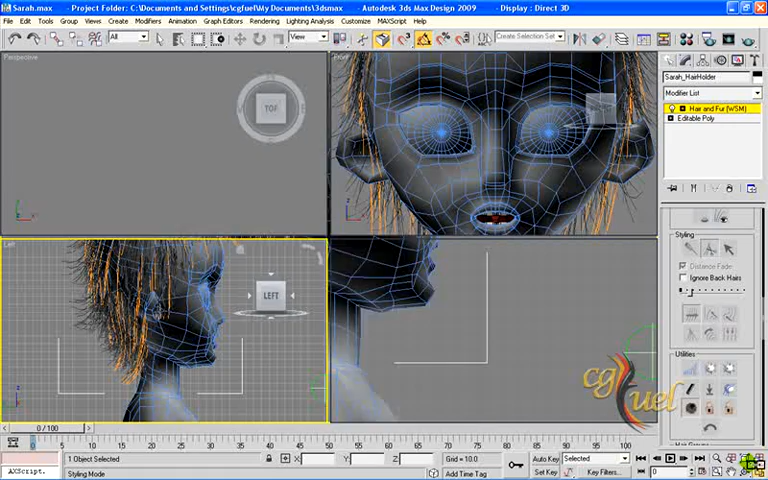 Sarah.max - Project Folder: C:\Documents and Settings\cgfuel\My Documents\3dsmax - Autodesk 3ds Max Design 2009 - Display : Direct 3D
File Edit Tools Group Views Create Modifiers Animation Graph Editors Rendering Lighting Analysis Customize MAXScript Help
All View Create Selection Set
Perspective
TOP
Sarah_HairHolder
Modifier List
Hair and Fur (WSM)
Editable Poly
Left
LEFT
Styling
Distance Fade
Ignore Back Hairs
Utilities
cg fuel
0 / 100
0 5 10 15 20 25 30 35 40 45 50 55 60 65 70 75 80 85 90 95 100
1 Object Selected X: Y: Z: Grid = 10.0 Auto Key Selected
AXScript. Styling Mode Add Time Tag Set Key Key Filters... 0